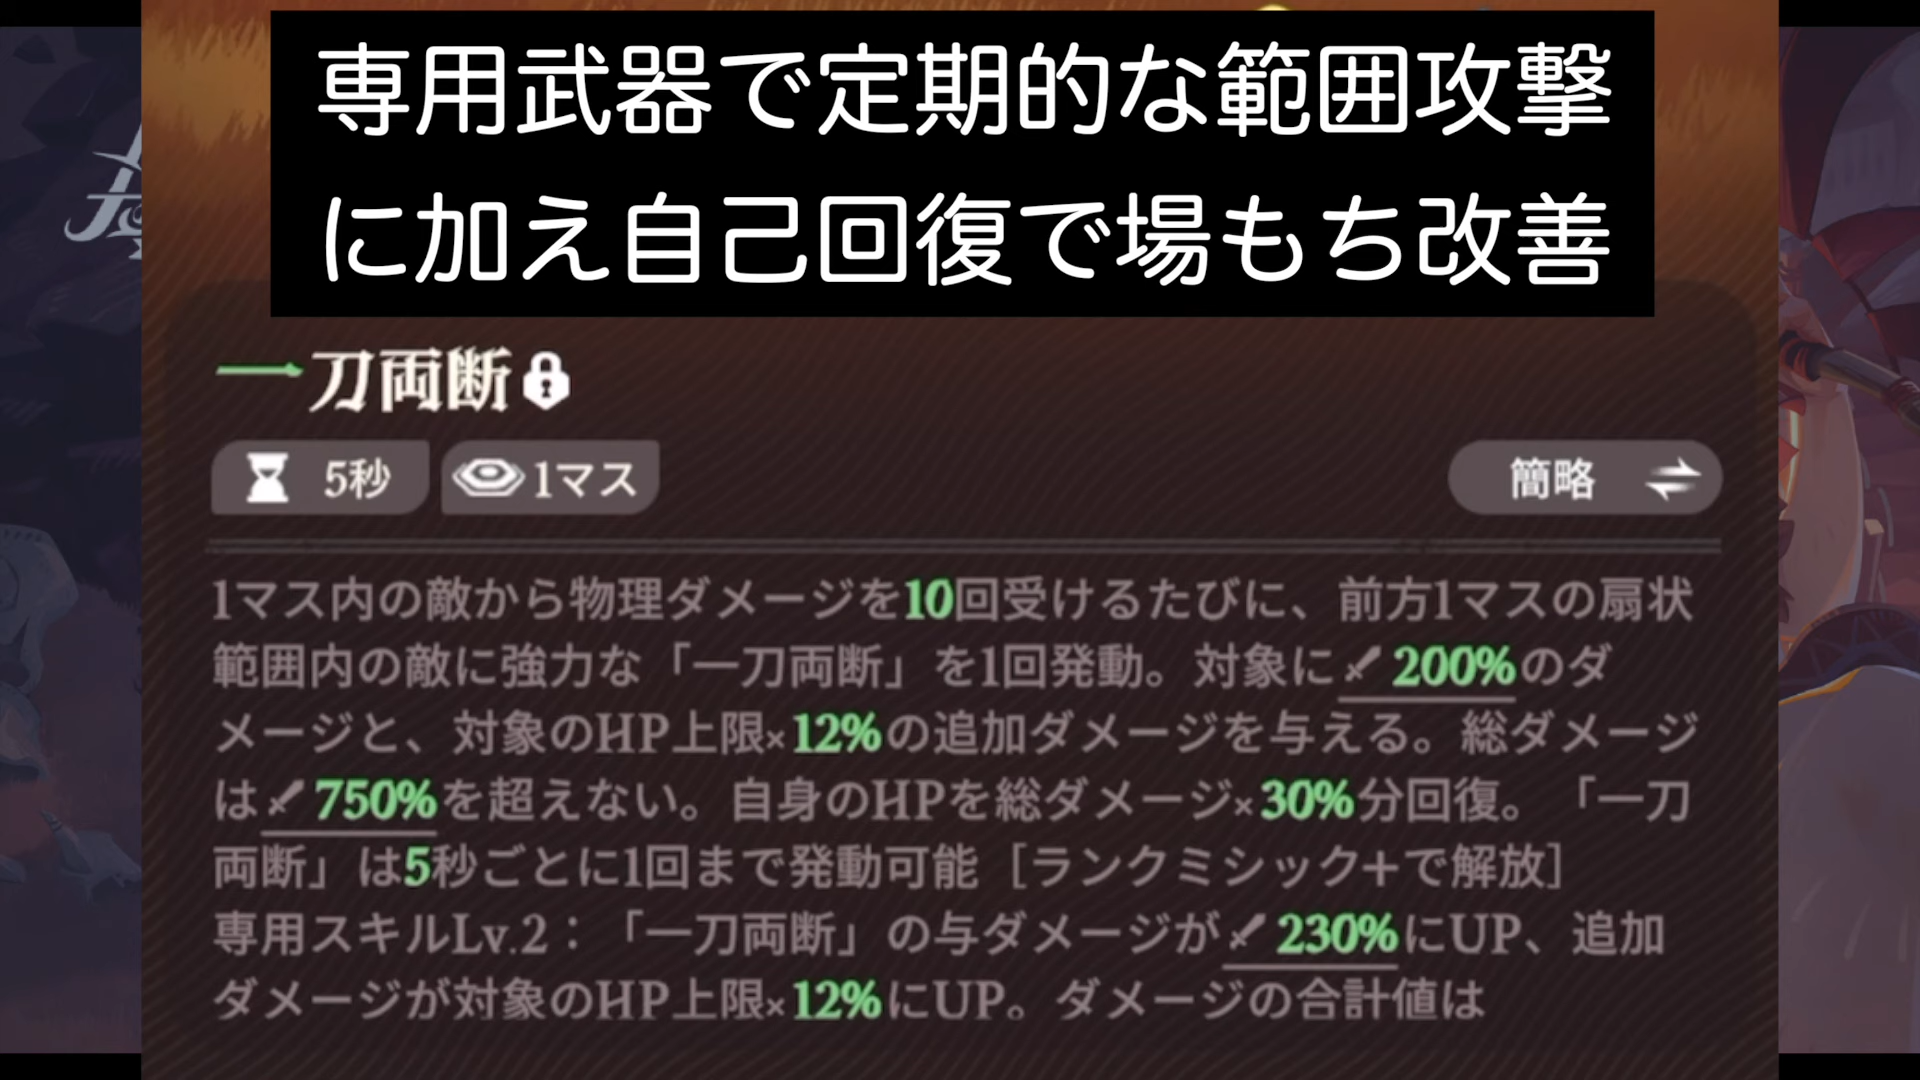 専用武器で定期的な範囲攻撃
に加え自己回復で場もち改善
一刀両断
5秒
1マス
簡略
1マス内の敵から物理ダメージを10回受けるたびに、前方1マスの扇状
範囲内の敵に強力な「一刀両断」を1回発動。対象に200%のダ
メージと、対象のHP上限×12%の追加ダメージを与える。総ダメージ
は750%を超えない。自身のHPを総ダメージ×30%分回復。「一刀
両断」は5秒ごとに1回まで発動可能［ランクミシック+で解放］
専用スキルLv.2：「一刀両断」の与ダメージが230%にUP、追加
ダメージが対象のHP上限×12%にUP。ダメージの合計値は